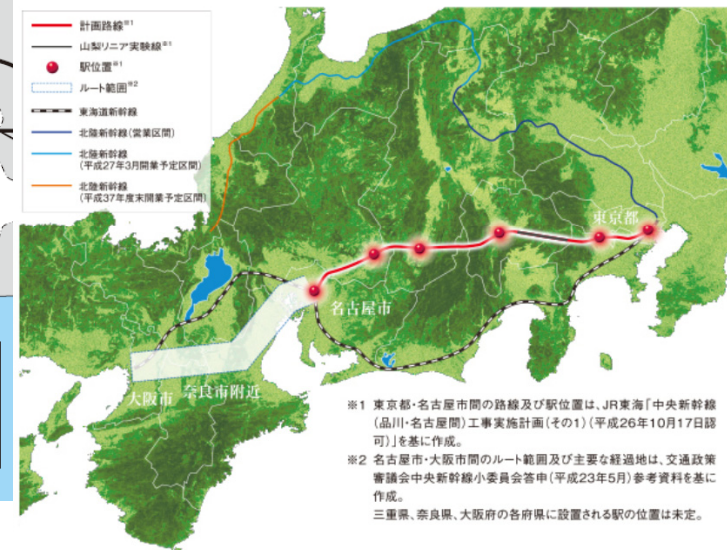 計画路線※1
山梨リニア実験線※1
駅位置※1
ルート範囲※2
東海道新幹線
北陸新幹線(営業区間)
北陸新幹線
(平成27年3月開業予定区間)
北陸新幹線
(平成37年度末開業予定区間)
東京都
名古屋市
奈良市附近
大阪市
※1 東京都・名古屋市間の路線及び駅位置は、JR東海「中央新幹線
(品川・名古屋間)工事実施計画(その1)(平成26年10月17日認
可)」を基に作成。
※2 名古屋市・大阪市間のルート範囲及び主要な経過地は、交通政策
審議会中央新幹線小委員会答申(平成23年5月)参考資料を基に
作成。
三重県、奈良県、大阪府の各府県に設置される駅の位置は未定。